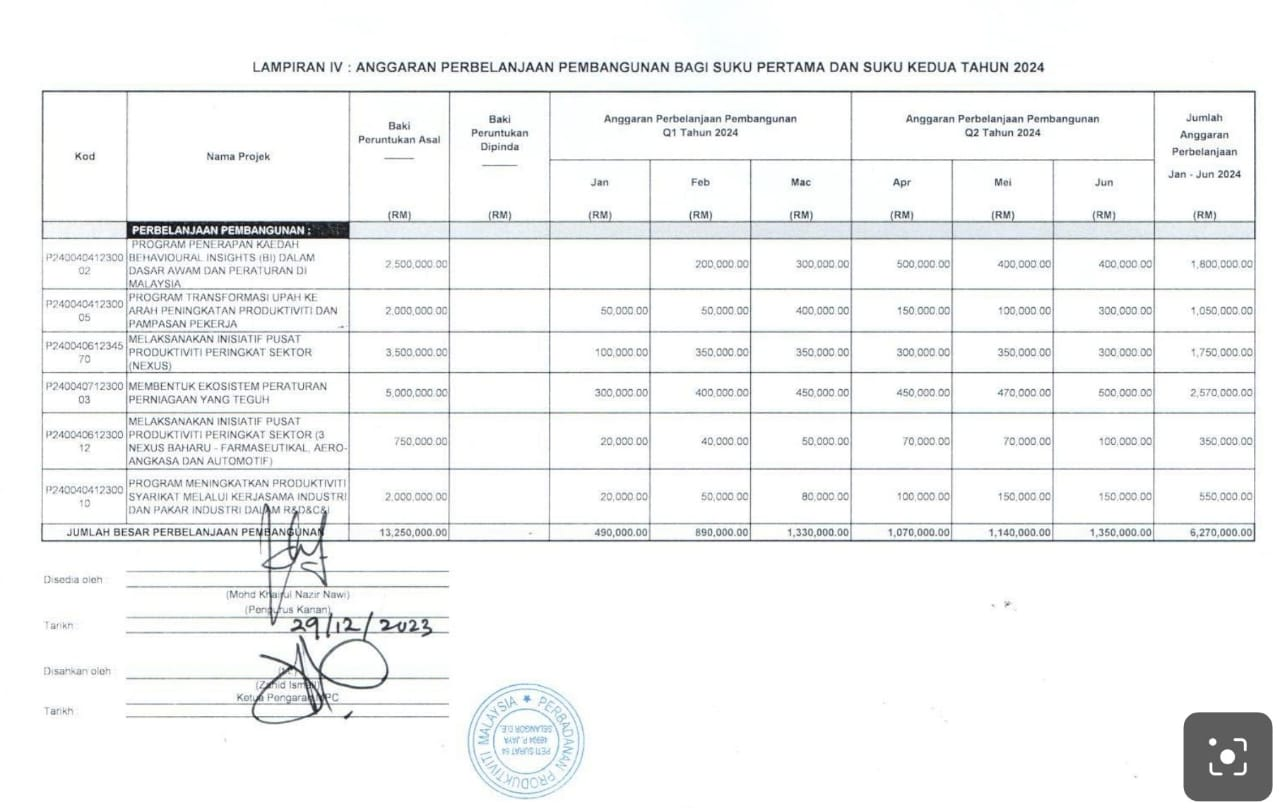 LAMPIRAN IV : ANGGARAN PERBELANJAAN PEMBANGUNAN BAGI SUKU PERTAMA DAN SUKU KEDUA TAHUN 2024
Kod
Nama Projek
Baki
Peruntukan Asal
(RM)
Baki
Peruntukan
Dipinda
(RM)
Anggaran Perbelanjaan Pembangunan
Q1 Tahun 2024
Anggaran Perbelanjaan Pembangunan
Q2 Tahun 2024
Jumlah
Anggaran
Perbelanjaan
Jan - Jun 2024
Jan Feb Mac Apr Mei Jun
(RM) (RM) (RM) (RM) (RM) (RM) (RM)
PERBELANJAAN PEMBANGUNAN :
P240040412300
02
PROGRAM PENERAPAN KAEDAH
BEHAVIOURAL INSIGHTS (BI) DALAM
DASAR AWAM DAN PERATURAN DI
MALAYSIA
2,500,000.00 200,000.00 300,000.00 500,000.00 400,000.00 400,000.00 1,800,000.00
P240040412300
05
PROGRAM TRANSFORMASI UPAH KE
ARAH PENINGKATAN PRODUKTIVITI DAN
PAMPASAN PEKERJA
2,000,000.00 50,000.00 50,000.00 400,000.00 150,000.00 100,000.00 300,000.00 1,050,000.00
P240040612345
70
MELAKSANAKAN INISIATIF PUSAT
PRODUKTIVITI PERINGKAT SEKTOR
(NEXUS)
3,500,000.00 100,000.00 350,000.00 350,000.00 300,000.00 350,000.00 300,000.00 1,750,000.00
P240040712300
03
MEMBENTUK EKOSISTEM PERATURAN
PERNIAGAAN YANG TEGUH
5,000,000.00 300,000.00 400,000.00 450,000.00 450,000.00 470,000.00 500,000.00 2,570,000.00
P240040612300
12
MELAKSANAKAN INISIATIF PUSAT
PRODUKTIVITI PERINGKAT SEKTOR (3
NEXUS BAHARU - FARMASEUTIKAL, AERO-
ANGKASA DAN AUTOMOTIF)
750,000.00 20,000.00 40,000.00 50,000.00 70,000.00 70,000.00 100,000.00 350,000.00
P240040412300
10
PROGRAM MENINGKATKAN PRODUKTIVITI
SYARIKAT MELALUI KERJASAMA INDUSTRI
DAN PAKAR INDUSTRI DALAM R&D&C&I
2,000,000.00 20,000.00 50,000.00 80,000.00 100,000.00 150,000.00 150,000.00 550,000.00
JUMLAH BESAR PERBELANJAAN PEMBANGUNAN 13,250,000.00 - 490,000.00 890,000.00 1,330,000.00 1,070,000.00 1,140,000.00 1,350,000.00 6,270,000.00
Disedia oleh :
(Mohd Khairul Nazir Nawi)
(Pengurus Kanan)
Tarikh : 29/12/2023
Disahkan oleh :
(Zahid Ismail)
Ketua Pengarah MPC
Tarikh :
PERBADANAN PRODUKTIVITI MALAYSIA
PETI SURAT 64
46904 P. JAYA
SELANGOR D.E.